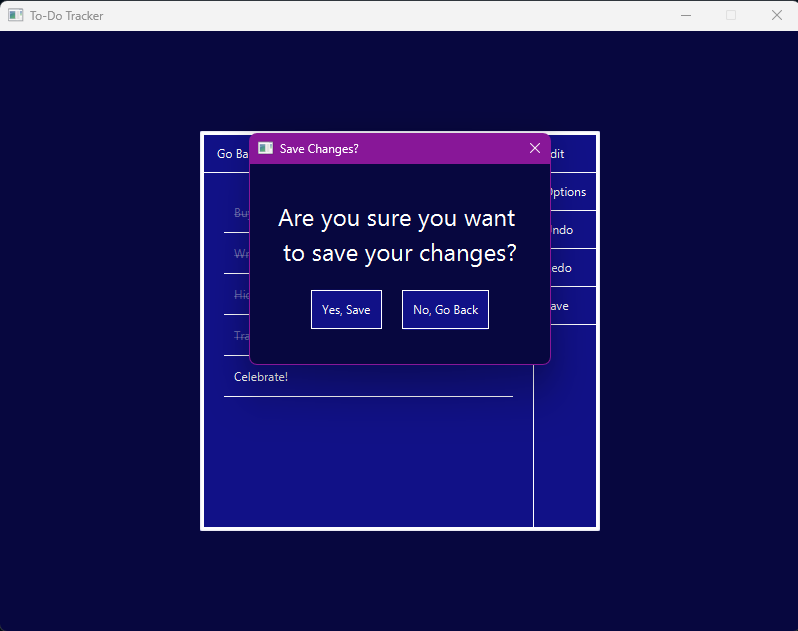 To-Do Tracker
Go Ba
Save Changes?
dit
Options
Are you sure you want
to save your changes?
ndo
edo
ave
Yes, Save
No, Go Back
Bu
Wr
Hid
Tra
Celebrate!